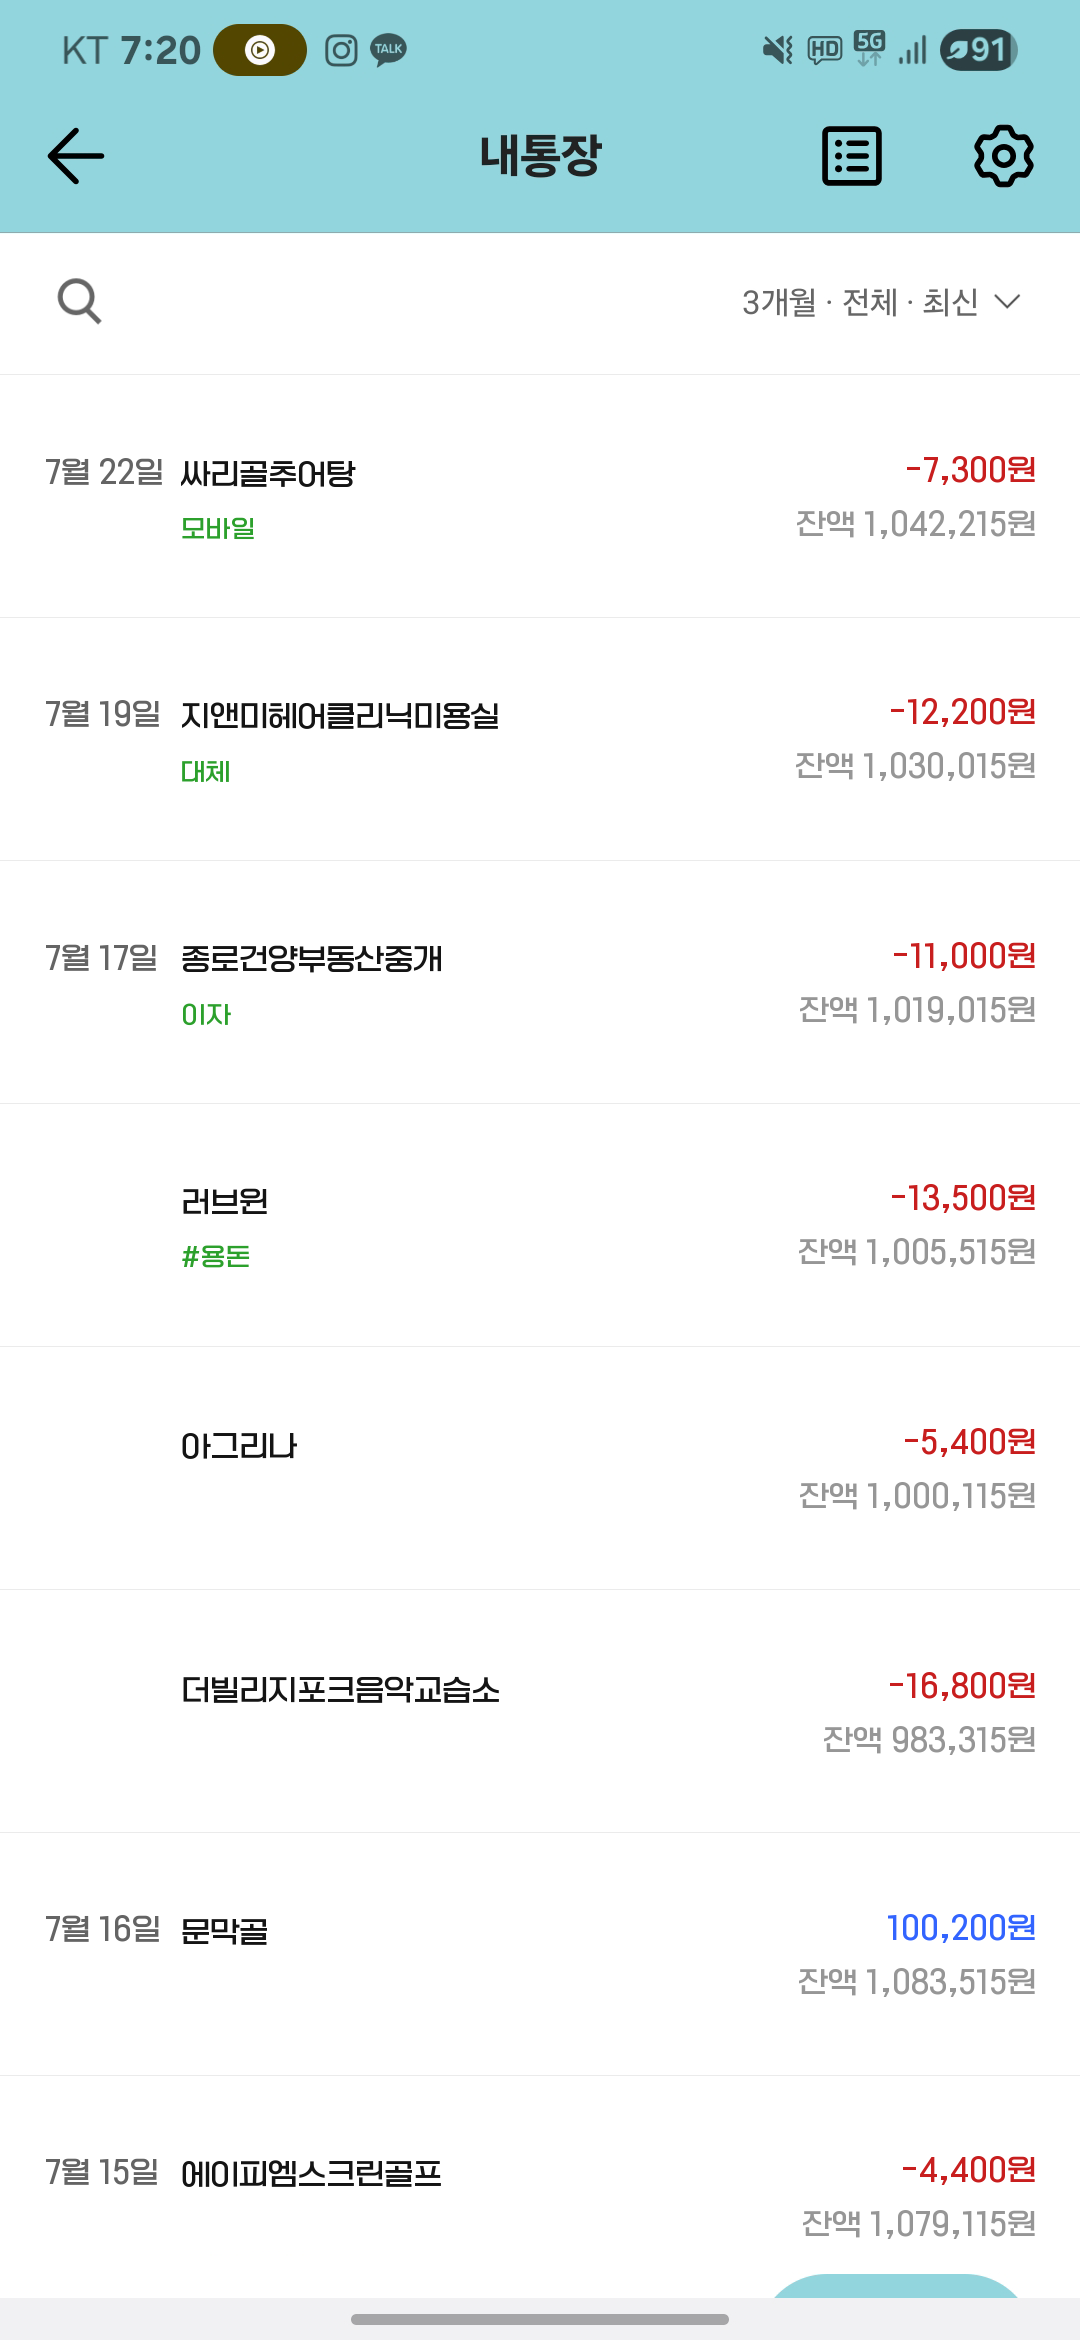 KT 7:20 TALK HD 5G 91
내통장
3개월 · 전체 · 최신
7월 22일 싸리골추어탕 -7,300원
모바일 잔액 1,042,215원
7월 19일 지앤미헤어클리닉미용실 -12,200원
대체 잔액 1,030,015원
7월 17일 종로건양부동산중개 -11,000원
이자 잔액 1,019,015원
러브윈 -13,500원
#용돈 잔액 1,005,515원
아그리나 -5,400원
잔액 1,000,115원
더빌리지포크음악교습소 -16,800원
잔액 983,315원
7월 16일 문막골 100,200원
잔액 1,083,515원
7월 15일 에이피엠스크린골프 -4,400원
잔액 1,079,115원